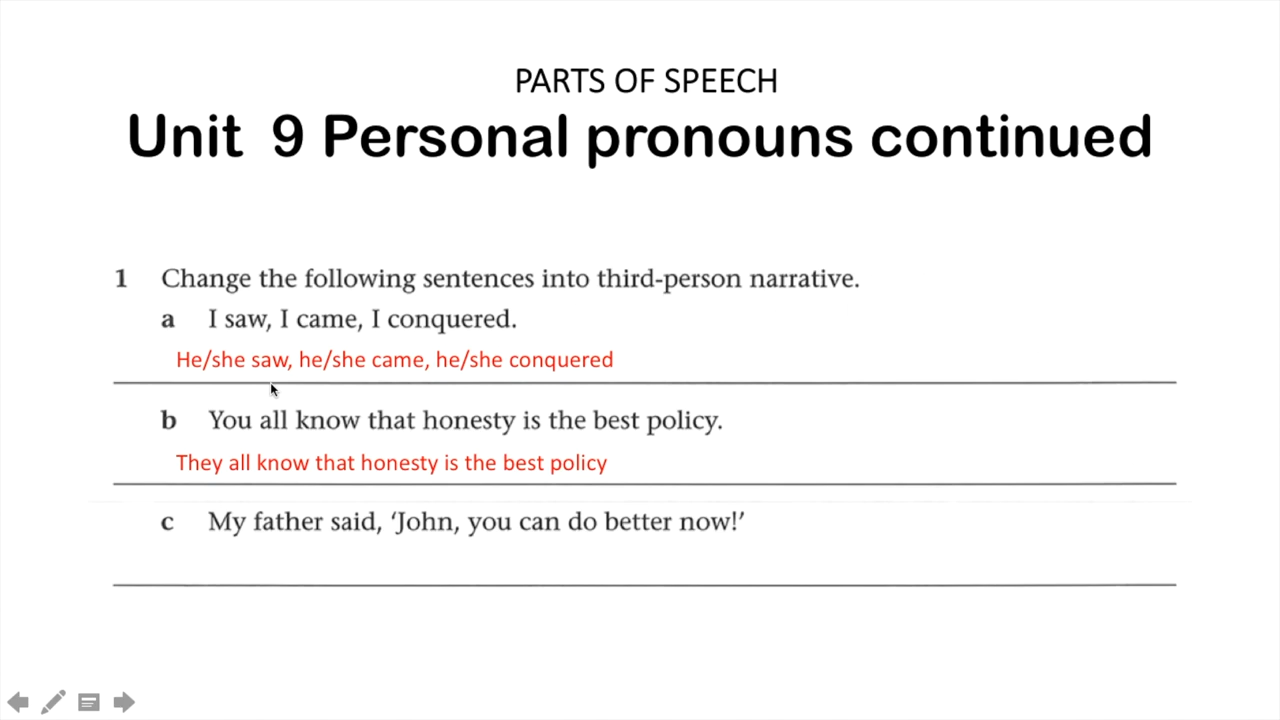 PARTS OF SPEECH
Unit 9 Personal pronouns continued
1 Change the following sentences into third-person narrative.
a I saw, I came, I conquered.
He/she saw, he/she came, he/she conquered
b You all know that honesty is the best policy.
They all know that honesty is the best policy
c My father said, ‘John, you can do better now!’